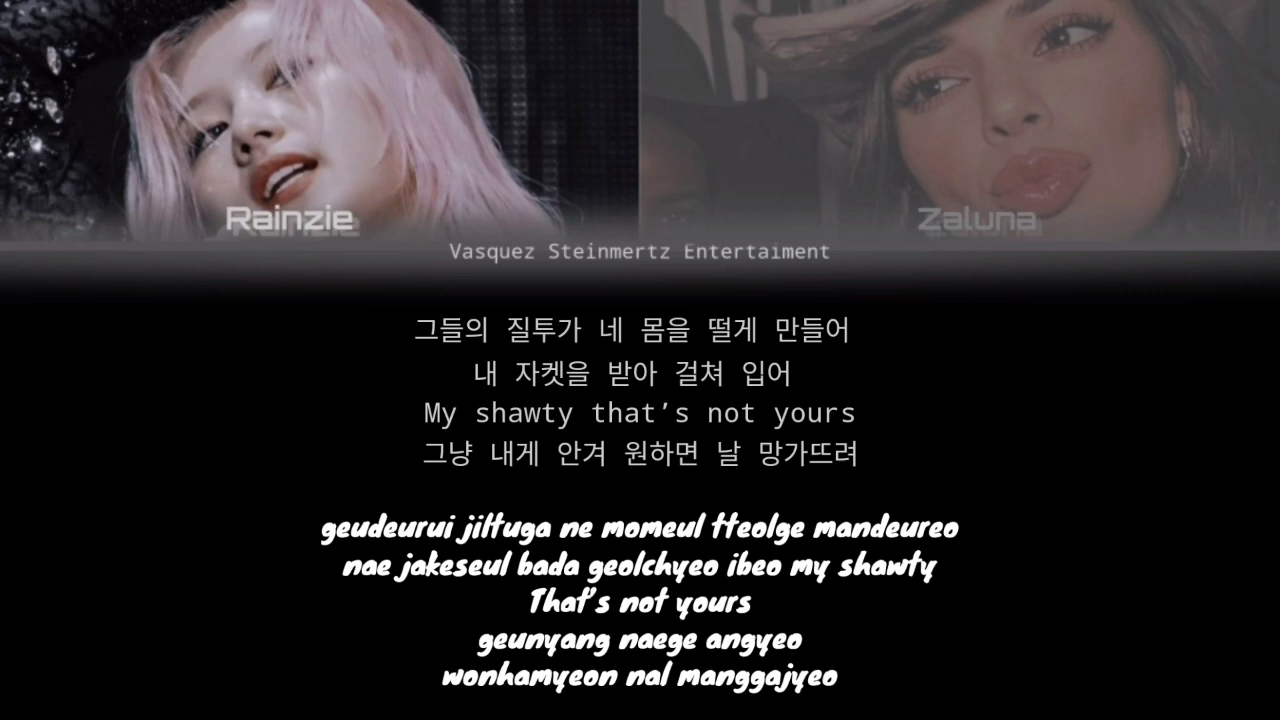 Rainzie
Zaluna
Vasquez Steinmertz Entertaiment
그들의 질투가 네 몸을 떨게 만들어
내 자켓을 받아 걸쳐 입어
My shawty that’s not yours
그냥 내게 안겨 원하면 날 망가뜨려
geudeurui jiltuga ne momeul tteolge mandeureo
nae jakeseul bada geolchyeo ibeo my shawty
That's not yours
geunyang naege angyeo
wonhamyeon nal manggajyeo